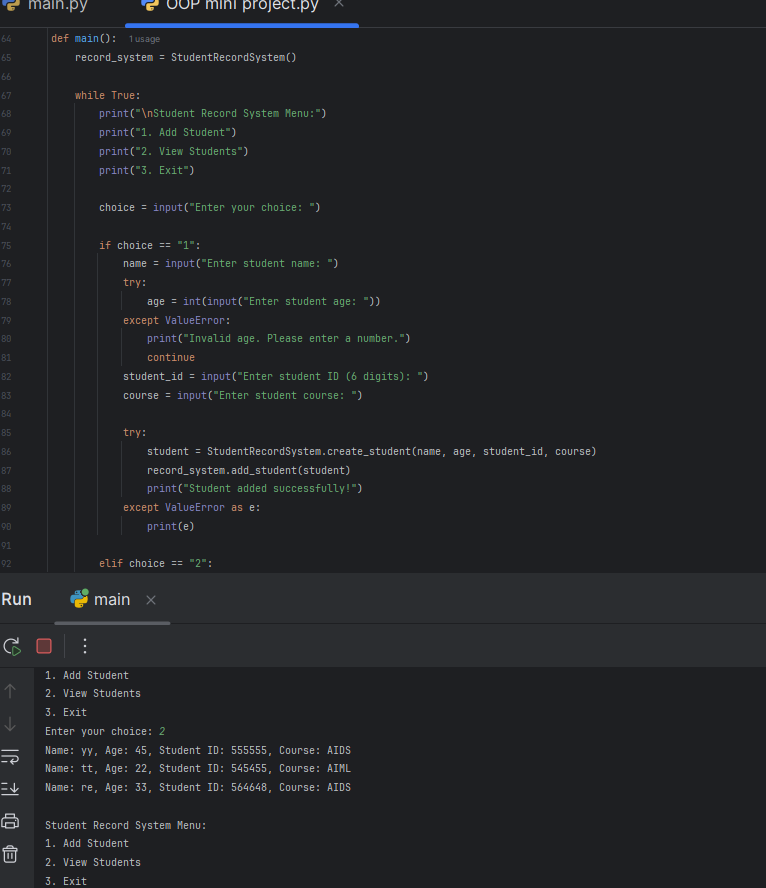 main.py
OOP mini project.py
64 def main(): 1 usage
65 record_system = StudentRecordSystem()
66
67 while True:
68 print("\nStudent Record System Menu:")
69 print("1. Add Student")
70 print("2. View Students")
71 print("3. Exit")
72
73 choice = input("Enter your choice: ")
74
75 if choice == "1":
76 name = input("Enter student name: ")
77 try:
78 age = int(input("Enter student age: "))
79 except ValueError:
80 print("Invalid age. Please enter a number.")
81 continue
82 student_id = input("Enter student ID (6 digits): ")
83 course = input("Enter student course: ")
84
85 try:
86 student = StudentRecordSystem.create_student(name, age, student_id, course)
87 record_system.add_student(student)
88 print("Student added successfully!")
89 except ValueError as e:
90 print(e)
91
92 elif choice == "2":
Run
main
1. Add Student
2. View Students
3. Exit
Enter your choice: 2
Name: yy, Age: 45, Student ID: 555555, Course: AIDS
Name: tt, Age: 22, Student ID: 545455, Course: AIML
Name: re, Age: 33, Student ID: 564648, Course: AIDS
Student Record System Menu:
1. Add Student
2. View Students
3. Exit